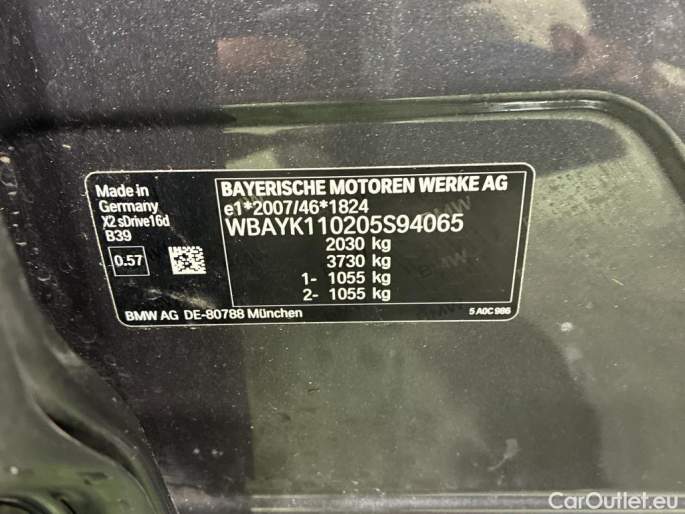 Made in
Germany
X2 sDrive16d
B39
0.57
BAYERISCHE MOTOREN WERKE AG
e1*2007/46*1824
WBAYK110205S94065
2030 kg
3730 kg
1- 1055 kg
2- 1055 kg
BMW AG DE-80788 München
5 A0C 986
CarOutlet.eu